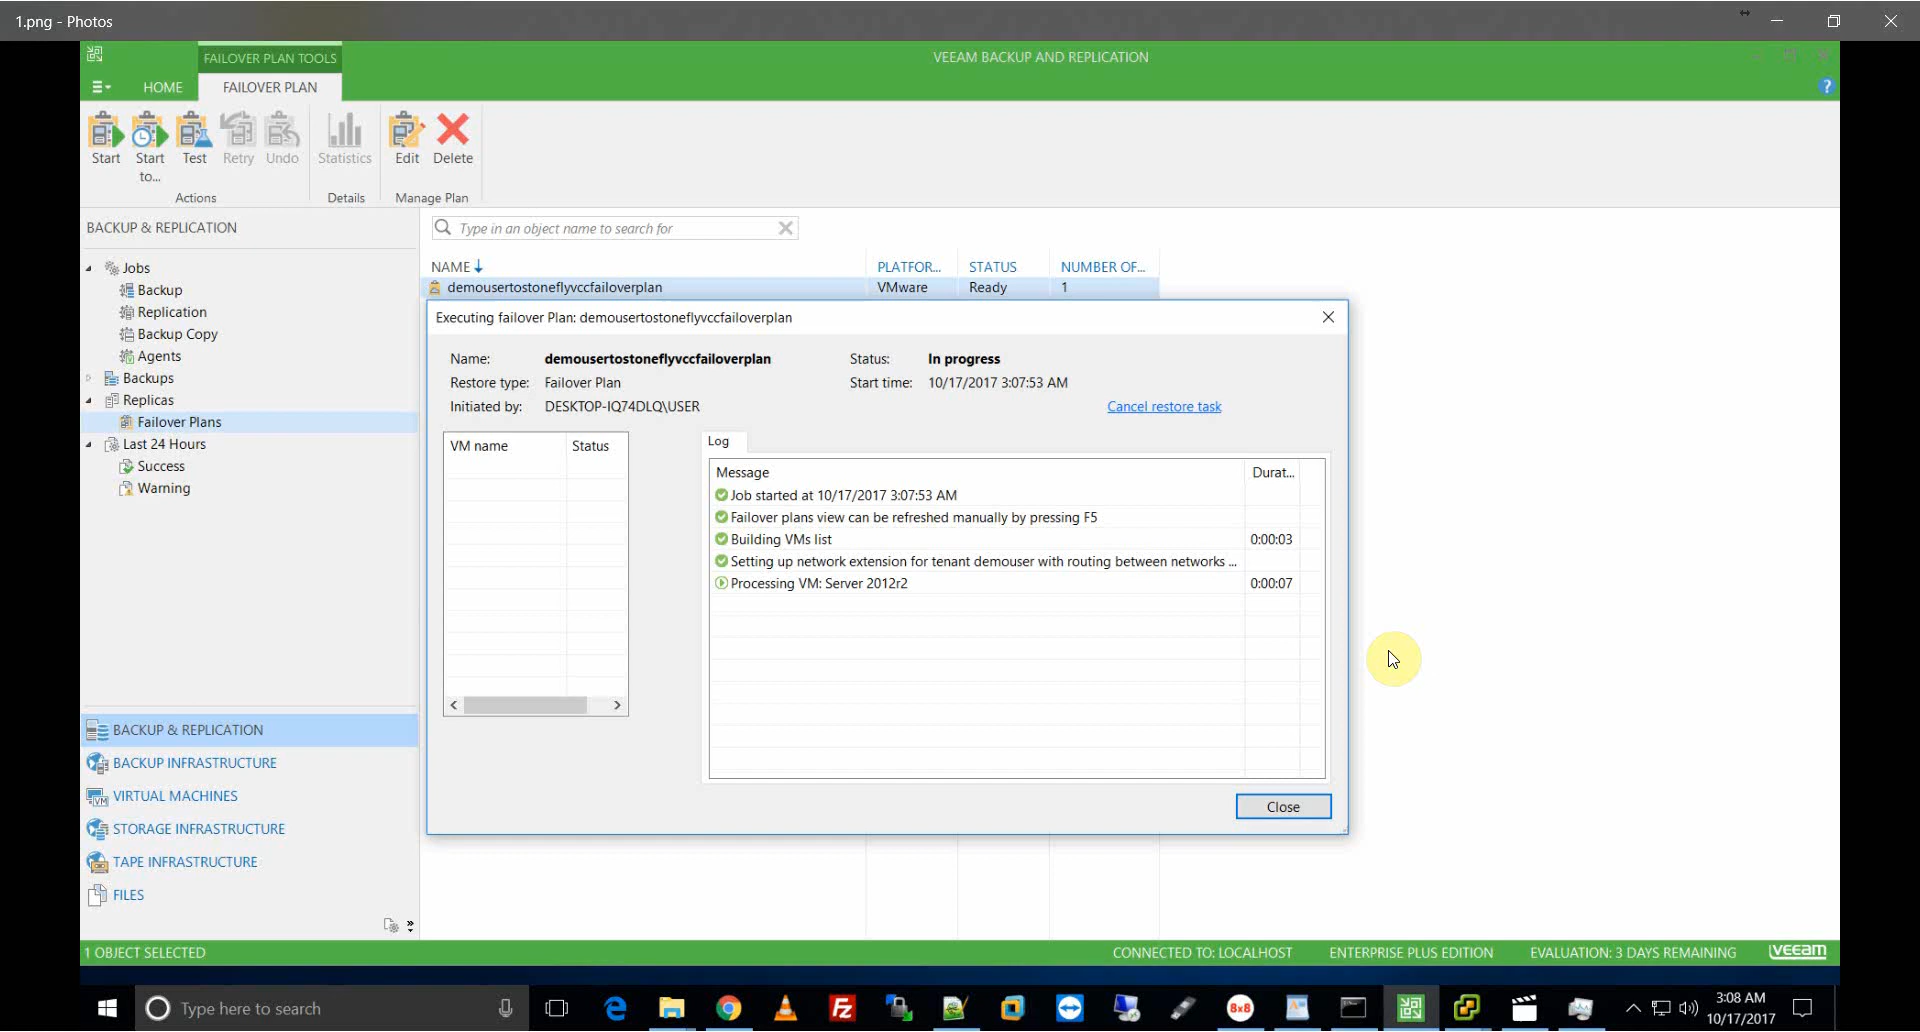 1.png - Photos
FAILOVER PLAN TOOLS
VEEAM BACKUP AND REPLICATION
HOME
FAILOVER PLAN
?
Start
Start to...
Test
Retry
Undo
Statistics
Edit
Delete
Actions
Details
Manage Plan
BACKUP & REPLICATION
Type in an object name to search for
Jobs
Backup
Replication
Backup Copy
Agents
Backups
Replicas
Failover Plans
Last 24 Hours
Success
Warning
NAME PLATFOR... STATUS NUMBER OF...
demousertostoneflyvccfailoverplan VMware Ready 1
Executing failover Plan: demousertostoneflyvccfailoverplan
Name: demousertostoneflyvccfailoverplan Status: In progress
Restore type: Failover Plan Start time: 10/17/2017 3:07:53 AM
Initiated by: DESKTOP-IQ74DLQ\USER Cancel restore task
VM name Status
Log
Message Durat...
Job started at 10/17/2017 3:07:53 AM
Failover plans view can be refreshed manually by pressing F5
Building VMs list 0:00:03
Setting up network extension for tenant demouser with routing between networks ...
Processing VM: Server 2012r2 0:00:07
Close
BACKUP & REPLICATION
BACKUP INFRASTRUCTURE
VIRTUAL MACHINES
STORAGE INFRASTRUCTURE
TAPE INFRASTRUCTURE
FILES
1 OBJECT SELECTED CONNECTED TO: LOCALHOST ENTERPRISE PLUS EDITION EVALUATION: 3 DAYS REMAINING veeam
Type here to search
8x8
3:08 AM
10/17/2017